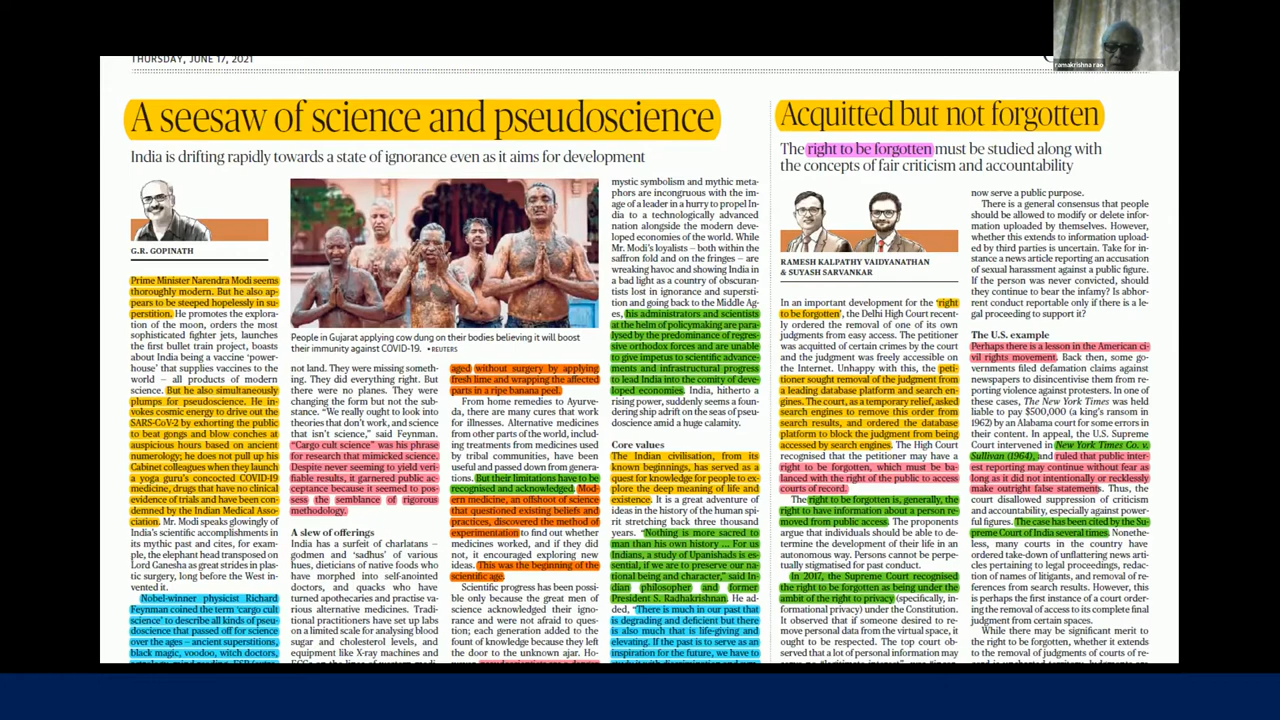 THURSDAY, JUNE 17, 2021
ramakrishna rao
A seesaw of science and pseudoscience
India is drifting rapidly towards a state of ignorance even as it aims for development
G.R. GOPINATH
Prime Minister Narendra Modi seems
thoroughly modern. But he also ap-
pears to be steeped hopelessly in su-
perstition. He promotes the explora-
tion of the moon, orders the most
sophisticated fighter jets, launches
the first bullet train project, boasts
about India being a vaccine 'power-
house' that supplies vaccines to the
world – all products of modern
science. But he also simultaneously
plumps for pseudoscience. He in-
vokes cosmic energy to drive out the
SARS-CoV-2 by exhorting the public
to beat gongs and blow conches at
auspicious hours based on ancient
numerology; he does not pull up his
Cabinet colleagues when they launch
a yoga guru's concocted COVID-19
medicine, drugs that have no clinical
evidence of trials and have been con-
demned by the Indian Medical Asso-
ciation. Mr. Modi speaks glowingly of
India's scientific accomplishments in
its mythic past and cites, for exam-
ple, the elephant head transposed on
Lord Ganesha as great strides in plas-
tic surgery, long before the West in-
vented it.
Nobel-winner physicist Richard
Feynman coined the term 'cargo cult
science' to describe all kinds of pseu-
doscience that passed off for science
over the ages – ancient superstitions,
black magic, voodoo, witch doctors,
People in Gujarat applying cow dung on their bodies believing it will boost
their immunity against COVID-19. • REUTERS
not land. They were missing some-
thing. They did everything right. But
there were no planes. They were
changing the form but not the sub-
stance. "We really ought to look into
theories that don't work, and science
that isn't science," said Feynman.
"Cargo cult science" was his phrase
for research that mimicked science.
Despite never seeming to yield veri-
fiable results, it garnered public ac-
ceptance because it seemed to pos-
sess the semblance of rigorous
methodology.
A slew of offerings
India has a surfeit of charlatans –
godmen and 'sadhus' of various
hues, dieticians of native foods who
have morphed into self-anointed
doctors, and quacks who have
turned apothecaries and practise va-
rious alternative medicines. Tradi-
tional practitioners have set up labs
on a limited scale for analysing blood
sugar and cholesterol levels, and
equipment like X-ray machines and
aged without surgery by applying
fresh lime and wrapping the affected
parts in a ripe banana peel.
From home remedies to Ayurve-
da, there are many cures that work
for illnesses. Alternative medicines
from other parts of the world, includ-
ing treatments from medicines used
by tribal communities, have been
useful and passed down from genera-
tions. But their limitations have to be
recognised and acknowledged. Mod-
ern medicine, an offshoot of science
that questioned existing beliefs and
practices, discovered the method of
experimentation to find out whether
medicines worked, and if they did
not, it encouraged exploring new
ideas. This was the beginning of the
scientific age.
Scientific progress has been possi-
ble only because the great men of
science acknowledged their igno-
rance and were not afraid to ques-
tion; each generation added to the
fount of knowledge because they left
the door to the unknown ajar. Ho-
mystic symbolism and mythic meta-
phors are incongruous with the im-
age of a leader in a hurry to propel In-
dia to a technologically advanced
nation alongside the modern deve-
loped economies of the world. While
Mr. Modi's loyalists – both within the
saffron fold and on the fringes – are
wreaking havoc and showing India in
a bad light as a country of obscuran-
tists lost in ignorance and supersti-
tion and going back to the Middle Ag-
es, his administrators and scientists
at the helm of policymaking are para-
lysed by the predominance of regres-
sive orthodox forces and are unable
to give impetus to scientific advance-
ments and infrastructural progress
to lead India into the comity of deve-
loped economies. India, hitherto a
rising power, suddenly seems a foun-
dering ship adrift on the seas of pseu-
doscience amid a huge calamity.
Core values
The Indian civilisation, from its
known beginnings, has served as a
quest for knowledge for people to ex-
plore the deep meaning of life and
existence. It is a great adventure of
ideas in the history of the human spi-
rit stretching back three thousand
years. "Nothing is more sacred to
man than his own history ... For us
Indians, a study of Upanishads is es-
sential, if we are to preserve our na-
tional being and character," said In-
dian philosopher and former
President S. Radhakrishnan. He ad-
ded, "There is much in our past that
is degrading and deficient but there
is also much that is life-giving and
elevating. If the past is to serve as an
inspiration for the future, we have to
Acquitted but not forgotten
The right to be forgotten must be studied along with
the concepts of fair criticism and accountability
RAMESH KALPATHY VAIDYANATHAN
& SUYASH SARVANKAR
In an important development for the 'right
to be forgotten', the Delhi High Court recen-
tly ordered the removal of one of its own
judgments from easy access. The petitioner
was acquitted of certain crimes by the court
and the judgment was freely accessible on
the Internet. Unhappy with this, the peti-
tioner sought removal of the judgment from
a leading database platform and search en-
gines. The court, as a temporary relief, asked
search engines to remove this order from
search results, and ordered the database
platform to block the judgment from being
accessed by search engines. The High Court
recognised that the petitioner may have a
right to be forgotten, which must be ba-
lanced with the right of the public to access
courts of record.
The right to be forgotten is, generally, the
right to have information about a person re-
moved from public access. The proponents
argue that individuals should be able to de-
termine the development of their life in an
autonomous way. Persons cannot be perpe-
tually stigmatised for past conduct.
In 2017, the Supreme Court recognised
the right to be forgotten as being under the
ambit of the right to privacy (specifically, in-
formational privacy) under the Constitution.
It observed that if someone desired to
remove personal data from the virtual space, it
ought to be respected. The top court ob-
served that a lot of personal information may
now serve a public purpose.
There is a general consensus that people
should be allowed to modify or delete infor-
mation uploaded by themselves. However,
whether this extends to information uploaded
by third parties is uncertain. Take for in-
stance a news article reporting an accusation
of sexual harassment against a public figure.
If the person was never convicted, should
they continue to bear the infamy? Is abhor-
rent conduct reportable only if there is a le-
gal proceeding to support it?
The U.S. example
Perhaps there is a lesson in the American ci-
vil rights movement. Back then, some go-
vernments filed defamation claims against
newspapers to disincentivise them from re-
porting violence against protesters. In one of
these cases, The New York Times was held
liable to pay $500,000 (a king's ransom in
1962) by an Alabama court for some errors in
their content. In appeal, the U.S. Supreme
Court intervened in New York Times Co. v.
Sullivan (1964), and ruled that public inter-
est reporting may continue without fear as
long as it did not intentionally or recklessly
make outright false statements. Thus, the
court disallowed suppression of criticism
and accountability, especially against power-
ful figures. The case has been cited by the Su-
preme Court of India several times. Nonethe-
less, many courts in the country have
ordered take-down of unflattering news arti-
cles pertaining to legal proceedings, redac-
tion of names of litigants, and removal of re-
ferences from search results. However, this
is perhaps the first instance of a court order-
ing the removal of access to its complete final
judgment from certain spaces.
While there may be significant merit to
the right to be forgotten, whether it extends
to the removal of judgments of courts of re-